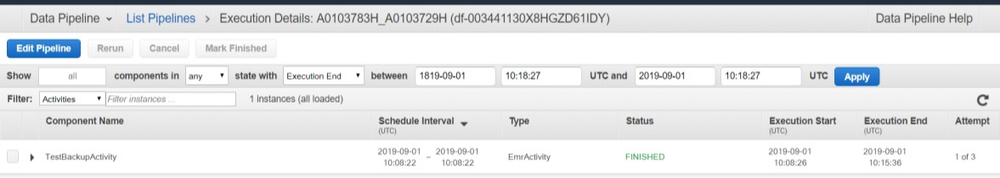 Data Pipeline List Pipelines > Execution Details: A0103783H_A0103729H (df-003441130X8HGZD61IDY) Data Pipeline Help
Edit Pipeline Rerun Cancel Mark Finished
Show all components in any state with Execution End between 1819-09-01 10:18:27 UTC and 2019-09-01 10:18:27 UTC Apply
Filter: Activities Filter instances ... 1 instances (all loaded)
Component Name Schedule Interval Type Status Execution Start Execution End Attempt
(UTC) (UTC) (UTC)
TestBackupActivity 2019-09-01 10:08:22 – 2019-09-01 10:08:22 EmrActivity FINISHED 2019-09-01 10:08:26 2019-09-01 10:15:36 1 of 3